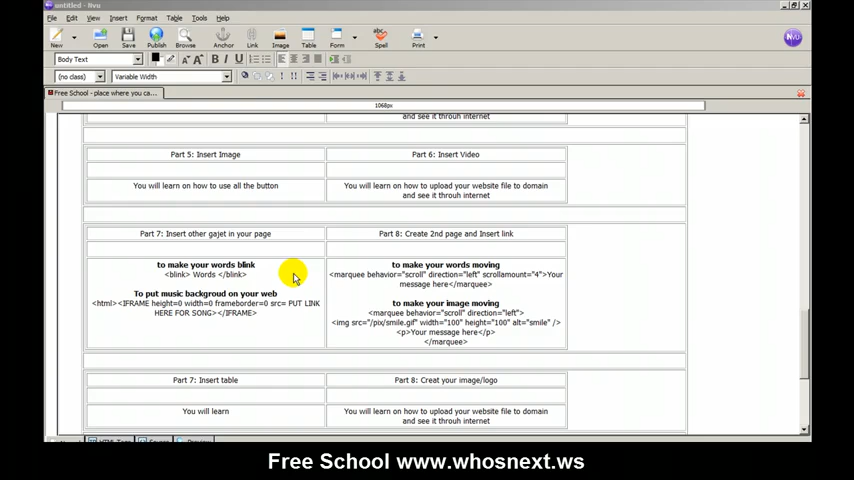 untitled - Nvu
File Edit View Insert Format Table Tools Help
New Open Save Publish Browse Anchor Link Image Table Form Spell Print
Body Text
B I U
(no class) Variable Width
Free School - place where you ca...
1068px
and see it throuh internet
Part 5: Insert Image Part 6: Insert Video
You will learn on how to use all the button You will learn on how to upload your website file to domain
and see it throuh internet
Part 7: Insert other gajet in your page Part 8: Create 2nd page and Insert link
to make your words blink to make your words moving
<blink> Words </blink> <marquee behavior="scroll" direction="left" scrollamount="4">Your
message here</marquee>
To put music backgroud on your web to make your image moving
<html><IFRAME height=0 width=0 frameborder=0 src= PUT LINK <marquee behavior="scroll" direction="left">
HERE FOR SONG></IFRAME> <img src="/pix/smile.gif" width="100" height="100" alt="smile" />
<p>Your message here</p>
</marquee>
Part 7: Insert table Part 8: Creat your image/logo
You will learn You will learn on how to upload your website file to domain
and see it throuh internet
Free School www.whosnext.ws